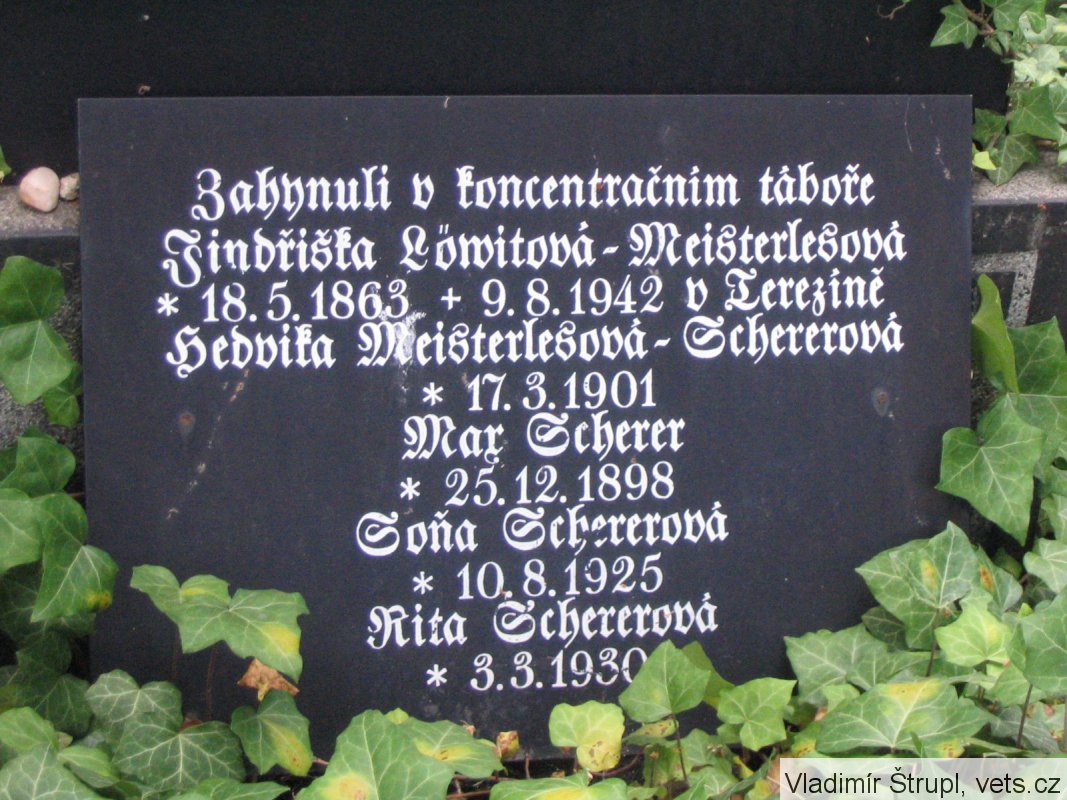 Zahynuli v koncentračním táboře
Jindřiška Löwitová-Meisterlesová
* 18.5.1863 + 9.8.1942 v Terezíně
Hedvika Meisterlesová-Schererová
* 17.3.1901
Max Scherer
* 25.12.1898
Soňa Schererová
* 10.8.1925
Rita Schererová
* 3.3.1930
Vladimír Štrupl, vets.cz